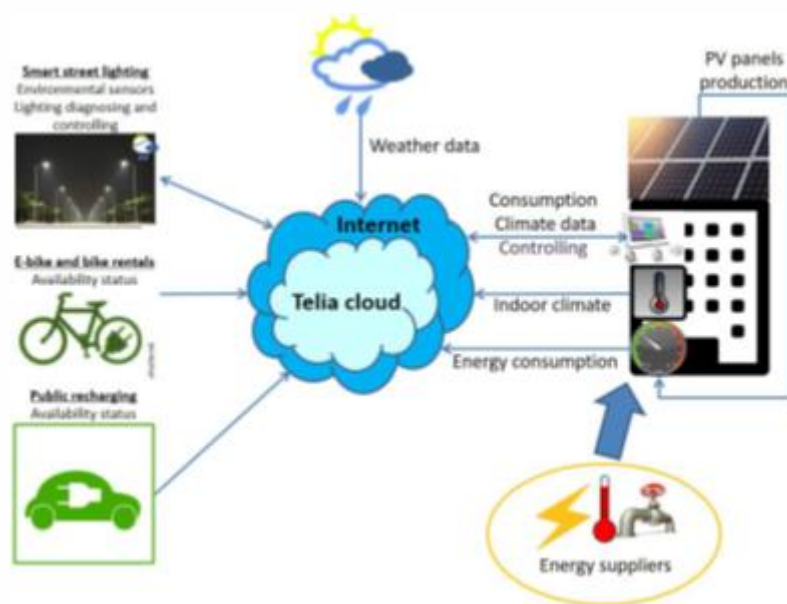 Smart street lighting
Environmental sensors
Lighting diagnosing and
controlling
E-bike and bike rentals
Availability status
Public recharging
Availability status
Weather data
Internet
Telia cloud
Consumption
Climate data
Controlling
Indoor climate
Energy consumption
PV panels
production
Energy suppliers